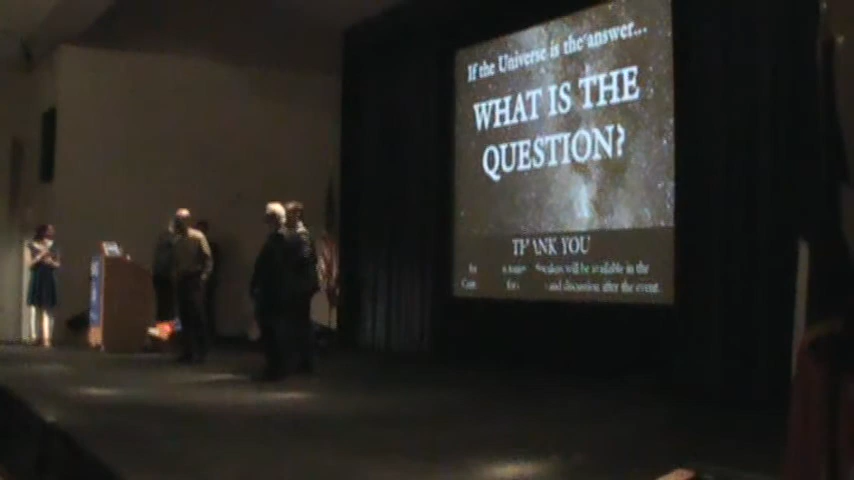 If the Universe is the answer...
WHAT IS THE
QUESTION?
THANK YOU
speakers will be available in the
and discussion after the event.